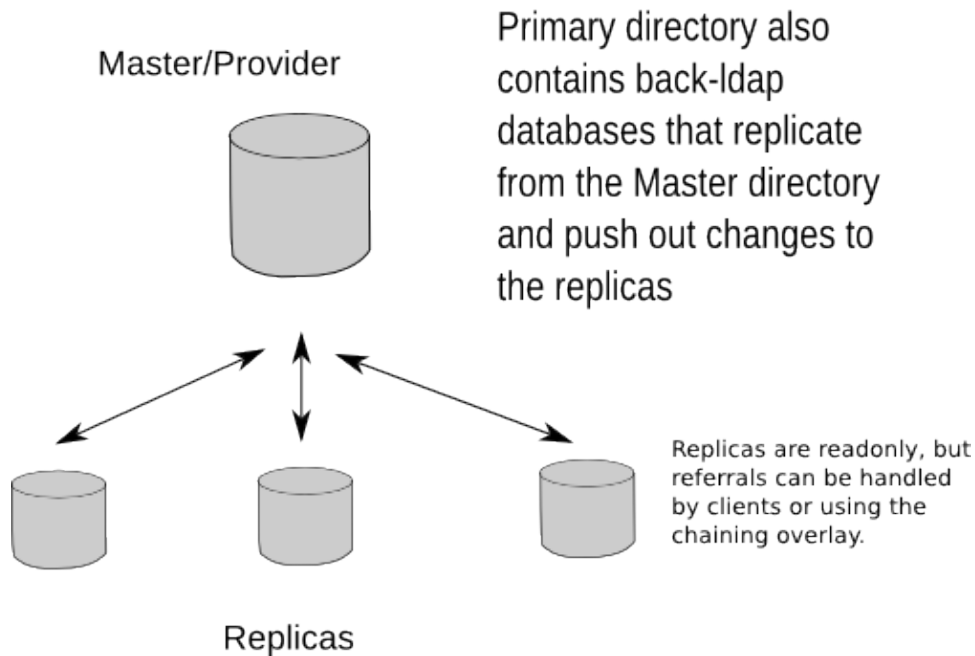 Master/Provider
Primary directory also
contains back-ldap
databases that replicate
from the Master directory
and push out changes to
the replicas
Replicas are readonly, but
referrals can be handled
by clients or using the
chaining overlay.
Replicas